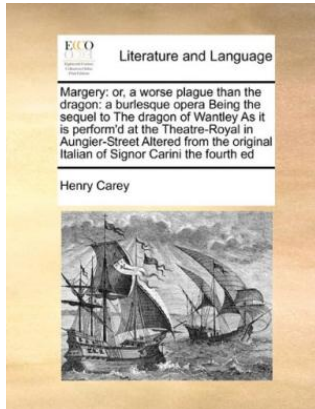 ECCO
Literature and Language
Margery: or, a worse plague than the
dragon: a burlesque opera Being the
sequel to The dragon of Wantley As it
is perform'd at the Theatre-Royal in
Aungier-Street Altered from the original
Italian of Signor Carini the fourth ed
Henry Carey